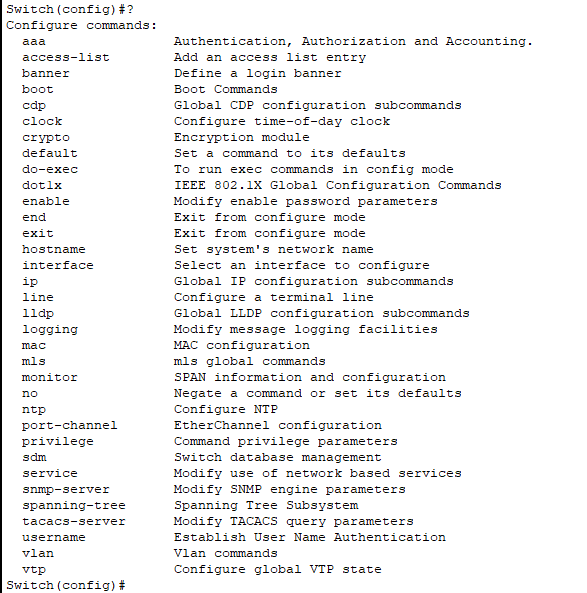 Switch(config)#?
Configure commands:
  aaa                Authentication, Authorization and Accounting.
  access-list        Add an access list entry
  banner             Define a login banner
  boot               Boot Commands
  cdp                Global CDP configuration subcommands
  clock              Configure time-of-day clock
  crypto             Encryption module
  default            Set a command to its defaults
  do-exec            To run exec commands in config mode
  dot1x              IEEE 802.1X Global Configuration Commands
  enable             Modify enable password parameters
  end                Exit from configure mode
  exit               Exit from configure mode
  hostname           Set system's network name
  interface          Select an interface to configure
  ip                 Global IP configuration subcommands
  line               Configure a terminal line
  lldp               Global LLDP configuration subcommands
  logging            Modify message logging facilities
  mac                MAC configuration
  mls                mls global commands
  monitor            SPAN information and configuration
  no                 Negate a command or set its defaults
  ntp                Configure NTP
  port-channel       EtherChannel configuration
  privilege          Command privilege parameters
  sdm                Switch database management
  service            Modify use of network based services
  snmp-server        Modify SNMP engine parameters
  spanning-tree      Spanning Tree Subsystem
  tacacs-server      Modify TACACS query parameters
  username           Establish User Name Authentication
  vlan               Vlan commands
  vtp                Configure global VTP state
Switch(config)#